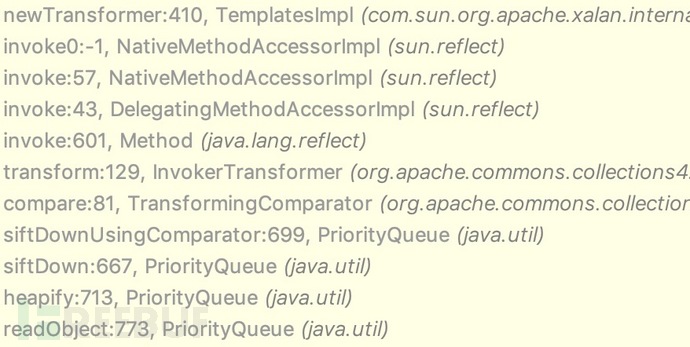 newTransformer:410, TemplatesImpl (com.sun.org.apache.xalan.interna
invoke0:-1, NativeMethodAccessorImpl (sun.reflect)
invoke:57, NativeMethodAccessorImpl (sun.reflect)
invoke:43, DelegatingMethodAccessorImpl (sun.reflect)
invoke:601, Method (java.lang.reflect)
transform:129, InvokerTransformer (org.apache.commons.collections4.
compare:81, TransformingComparator (org.apache.commons.collection
siftDownUsingComparator:699, PriorityQueue (java.util)
siftDown:667, PriorityQueue (java.util)
heapify:713, PriorityQueue (java.util)
readObject:773, PriorityQueue (java.util)